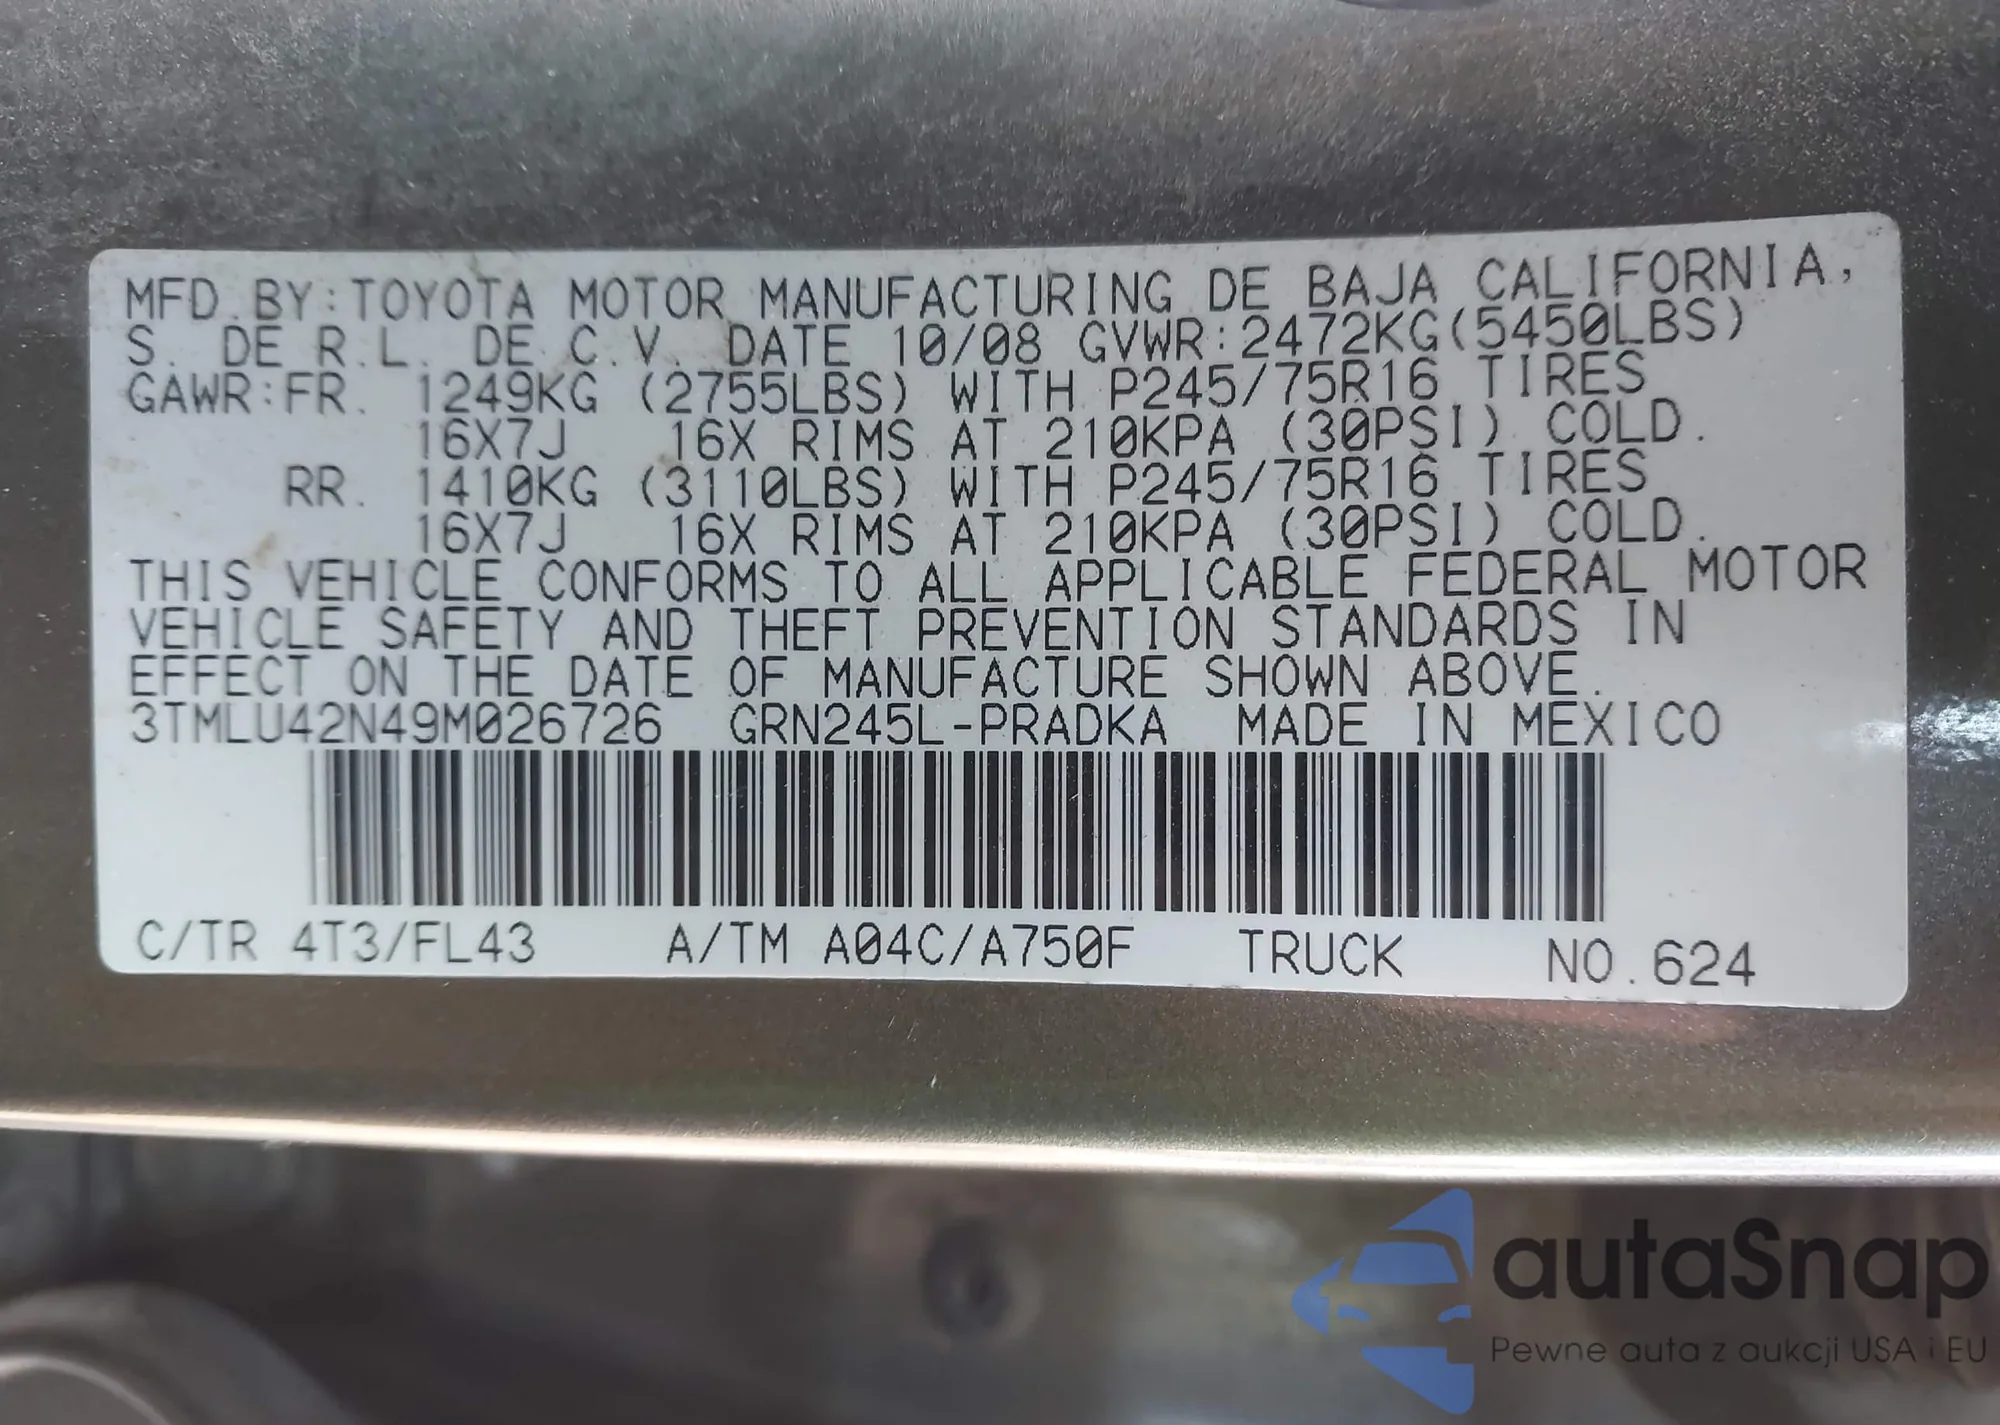 MFD.BY:TOYOTA MOTOR MANUFACTURING DE BAJA CALIFORNIA,
S. DE R.L. DE C.V. DATE 10/08 GVWR:2472KG(5450LBS)
GAWR:FR. 1249KG (2755LBS) WITH P245/75R16 TIRES
16X7J 16X RIMS AT 210KPA (30PSI) COLD.
RR. 1410KG (3110LBS) WITH P245/75R16 TIRES
16X7J 16X RIMS AT 210KPA (30PSI) COLD.
THIS VEHICLE CONFORMS TO ALL APPLICABLE FEDERAL MOTOR
VEHICLE SAFETY AND THEFT PREVENTION STANDARDS IN
EFFECT ON THE DATE OF MANUFACTURE SHOWN ABOVE.
3TMLU42N49M026726 GRN245L-PRADKA MADE IN MEXICO
C/TR 4T3/FL43 A/TM A04C/A750F TRUCK NO.624
autaSnap
Pewne auta z aukcji USA i EU